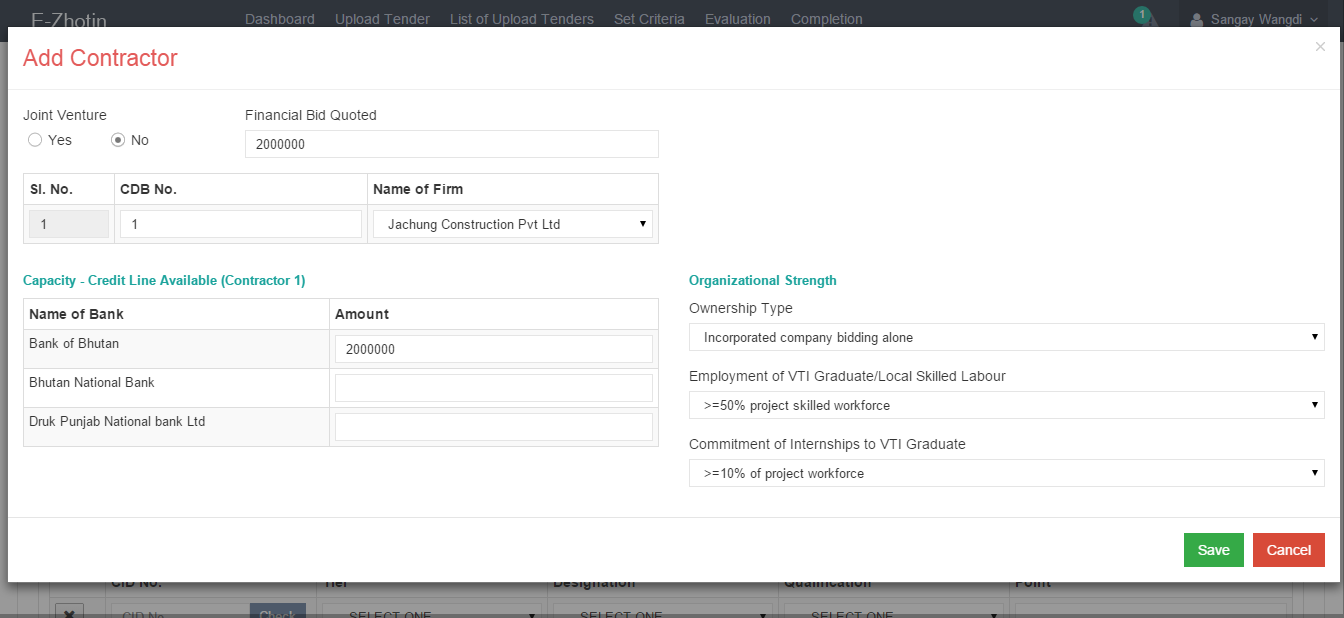 E-Zhotin
Dashboard Upload Tender List of Upload Tenders Set Criteria Evaluation Completion
1
Sangay Wangdi
Add Contractor
×
Joint Venture
Yes No
Financial Bid Quoted
2000000
Sl. No. CDB No. Name of Firm
1 1 Jachung Construction Pvt Ltd
Capacity - Credit Line Available (Contractor 1)
Name of Bank Amount
Bank of Bhutan 2000000
Bhutan National Bank
Druk Punjab National bank Ltd
Organizational Strength
Ownership Type
Incorporated company bidding alone
Employment of VTI Graduate/Local Skilled Labour
>=50% project skilled workforce
Commitment of Internships to VTI Graduate
>=10% of project workforce
Save Cancel
CID No. Tier Designation Qualification Point
CID No Check SELECT ONE SELECT ONE SELECT ONE